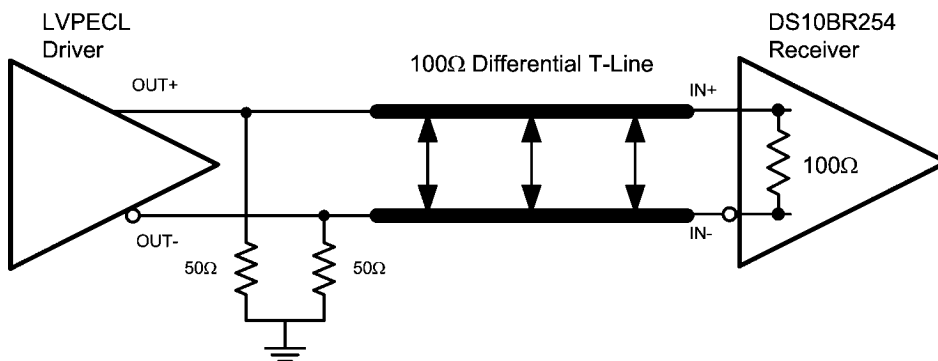 LVPECL
Driver
DS10BR254
Receiver
100Ω Differential T-Line
OUT+
IN+
100Ω
OUT-
IN-
50Ω
50Ω